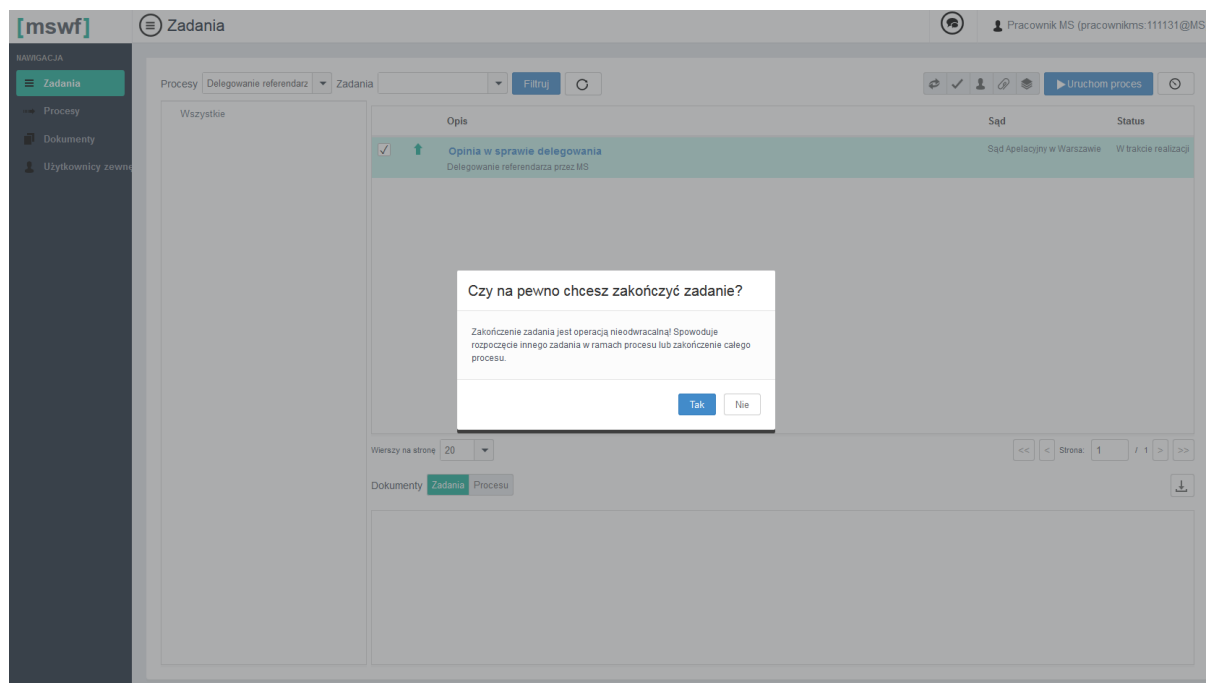 [mswf]
Zadania
Pracownik MS (pracownikms:111131@MS
NAWIGACJA
Zadania
Procesy
Dokumenty
Użytkownicy zewnę
Procesy Delegowanie referendarz Zadania Filtruj Uruchom proces
Wszystkie
Opis Sąd Status
Opinia w sprawie delegowania Sąd Apelacyjny w Warszawie W trakcie realizacji
Delegowanie referendarza przez MS
Czy na pewno chcesz zakończyć zadanie?
Zakończenie zadania jest operacją nieodwracalną! Spowoduje
rozpoczęcie innego zadania w ramach procesu lub zakończenie całego
procesu.
Tak Nie
Wierszy na stronę 20 << < Strona: 1 / 1 > >>
Dokumenty Zadania Procesu